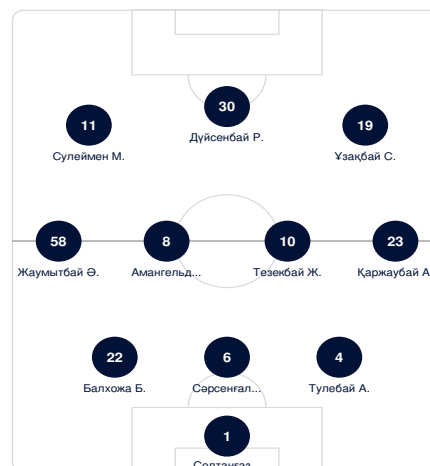 30
11
19
Дүйсенбай Р.
Сулеймен М.
Ұзақбай С.
58
8
10
23
Жаумытбай Ә.
Амангельд...
Тезекбай Ж.
Қаржаубай А
22
6
4
Балхожа Б.
Сәрсенғал...
Тулебай А.
1